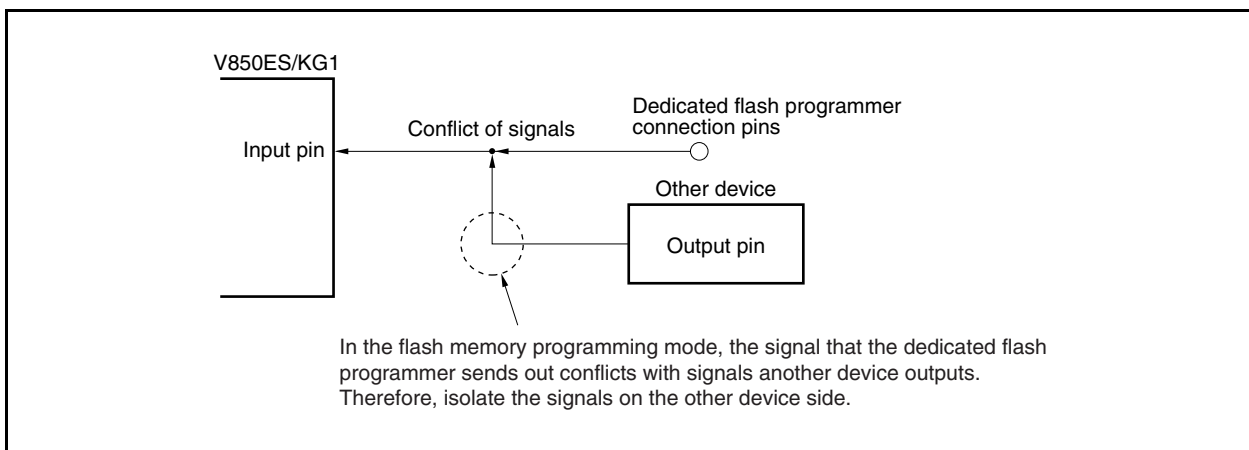 V850ES/KG1
Dedicated flash programmer
connection pins
Conflict of signals
Input pin
Other device
Output pin
In the flash memory programming mode, the signal that the dedicated flash
programmer sends out conflicts with signals another device outputs.
Therefore, isolate the signals on the other device side.